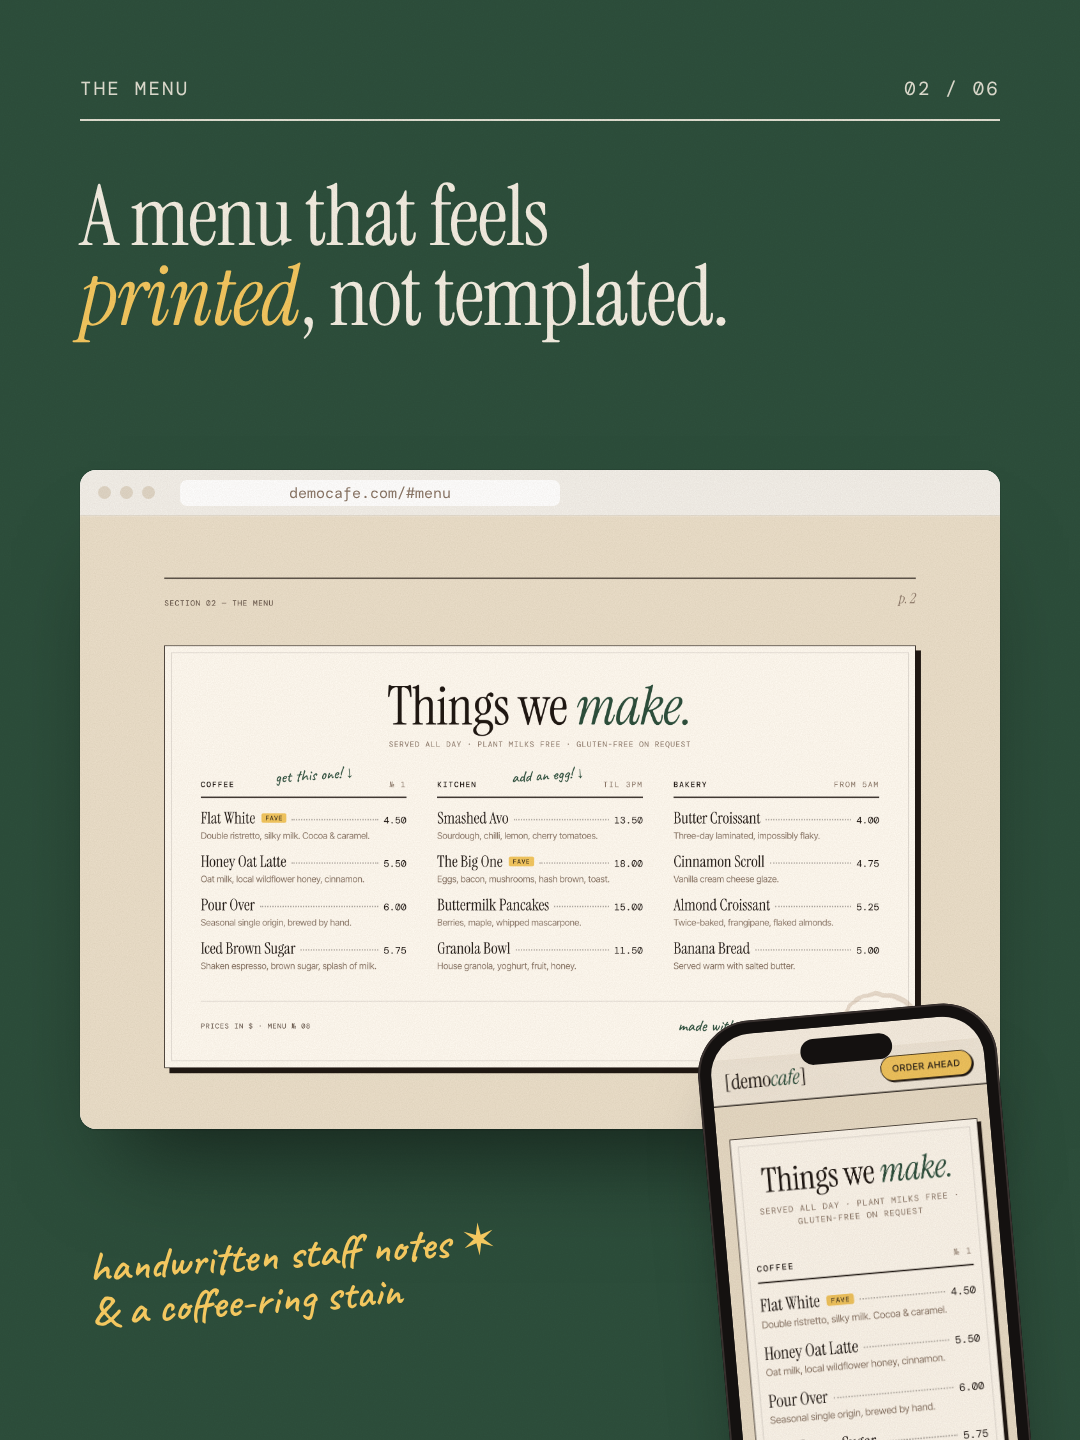 THE MENU
02 / 06
A menu that feels
printed, not templated.
democafe.com/#menu
SECTION 02 — THE MENU
p. 2
Things we make.
SERVED ALL DAY · PLANT MILKS FREE · GLUTEN-FREE ON REQUEST
get this one! ↓
COFFEE
№ 1
Flat White FAVE 4.50
Double ristretto, silky milk. Cocoa & caramel.
Honey Oat Latte 5.50
Oat milk, local wildflower honey, cinnamon.
Pour Over 6.00
Seasonal single origin, brewed by hand.
Iced Brown Sugar 5.75
Shaken espresso, brown sugar, splash of milk.
add an egg! ↓
KITCHEN
TIL 3PM
Smashed Avo 13.50
Sourdough, chilli, lemon, cherry tomatoes.
The Big One FAVE 18.00
Eggs, bacon, mushrooms, hash brown, toast.
Buttermilk Pancakes 15.00
Berries, maple, whipped mascarpone.
Granola Bowl 11.50
House granola, yoghurt, fruit, honey.
BAKERY
FROM 5AM
Butter Croissant 4.00
Three-day laminated, impossibly flaky.
Cinnamon Scroll 4.75
Vanilla cream cheese glaze.
Almond Croissant 5.25
Twice-baked, frangipane, flaked almonds.
Banana Bread 5.00
Served warm with salted butter.
PRICES IN $ · MENU № 08
made
[democafe]
ORDER AHEAD
Things we make.
SERVED ALL DAY · PLANT MILKS FREE ·
GLUTEN-FREE ON REQUEST
COFFEE
№ 1
Flat White FAVE 4.50
Double ristretto, silky milk. Cocoa & caramel.
Honey Oat Latte 5.50
Oat milk, local wildflower honey, cinnamon.
Pour Over 6.00
Seasonal single origin, brewed by hand.
5.75
handwritten staff notes
& a coffee-ring stain